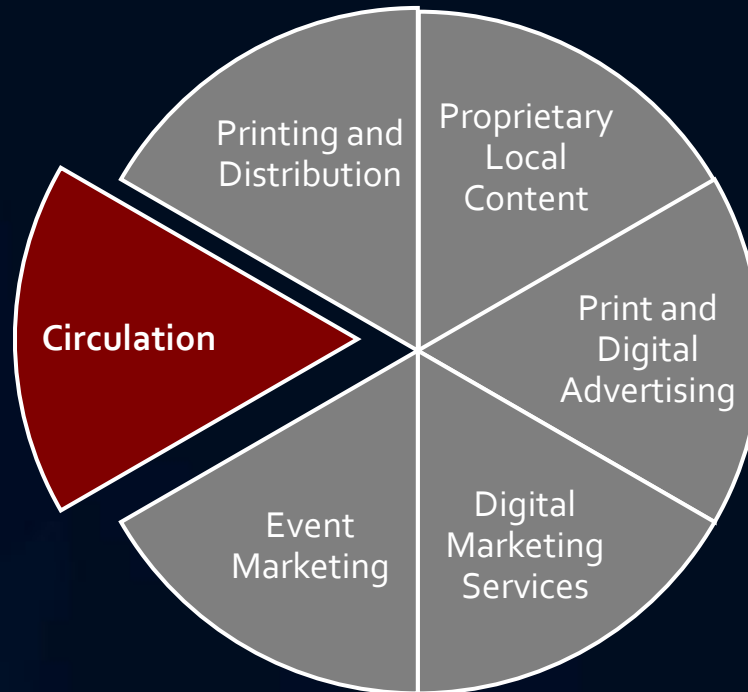 Printing and
Distribution
Proprietary
Local
Content
Circulation
Print and
Digital
Advertising
Event
Marketing
Digital
Marketing
Services